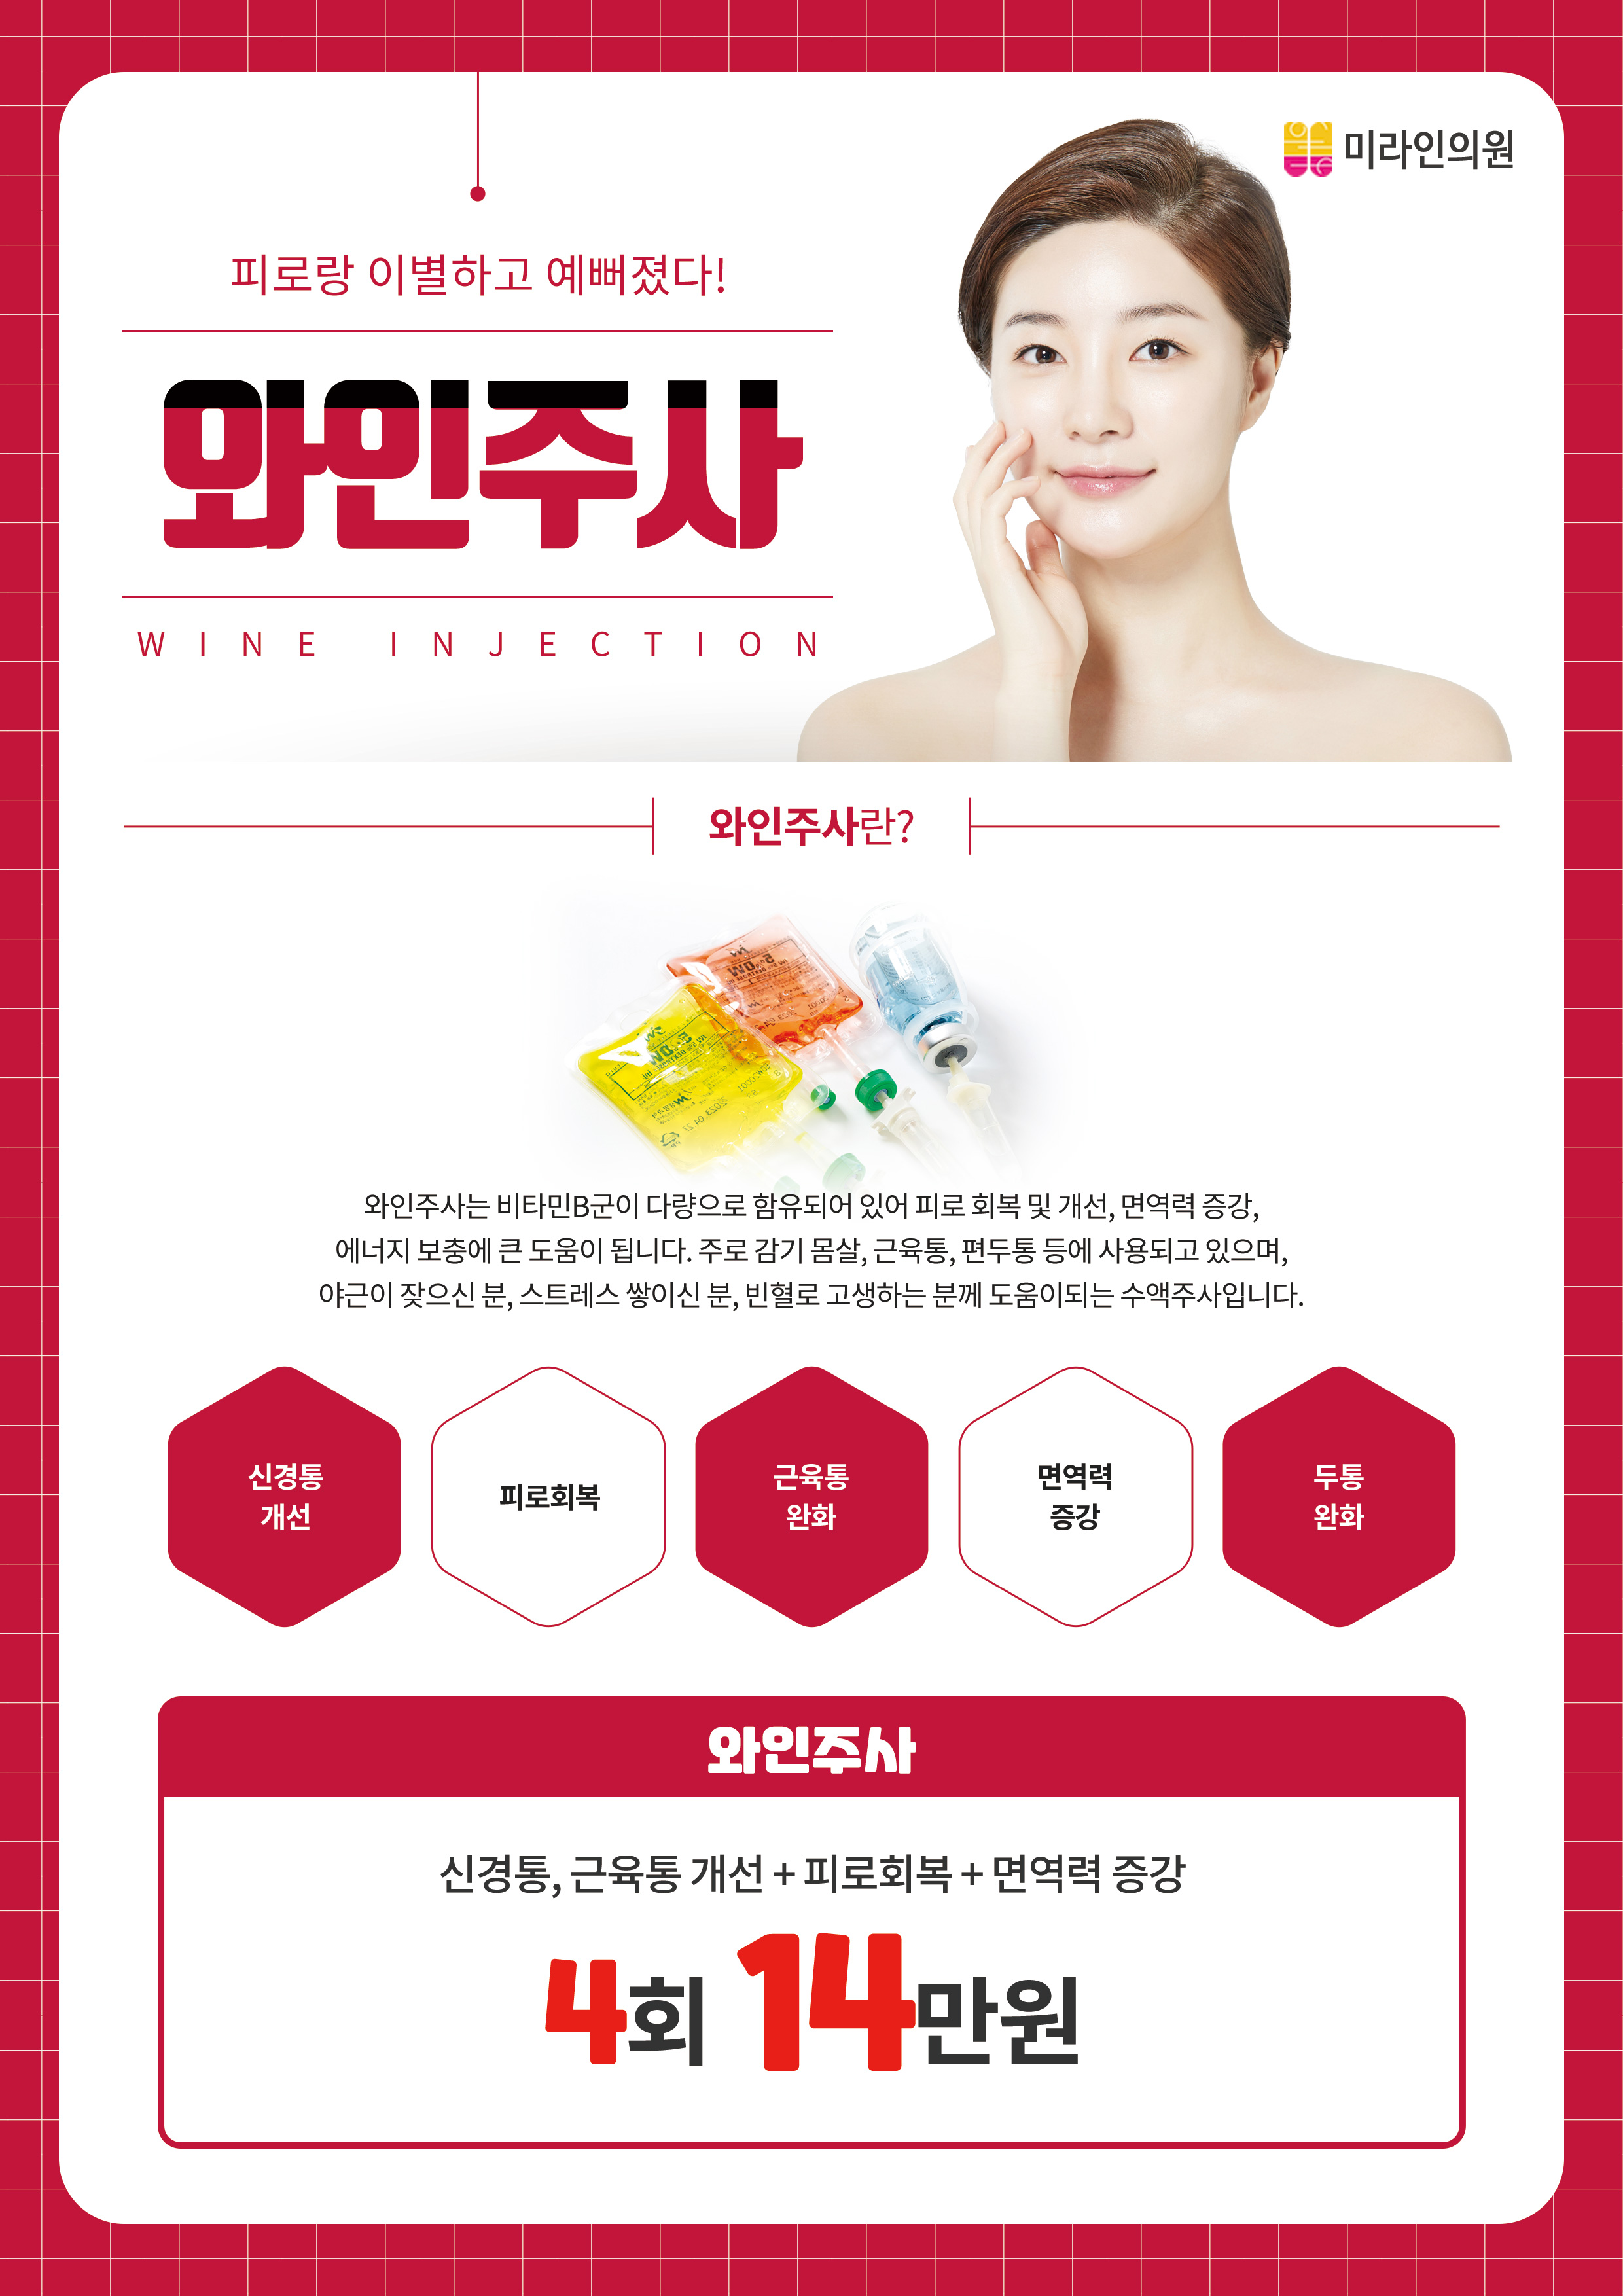 미라인의원
피로랑 이별하고 예뻐졌다!
와인주사
WINE INJECTION
와인주사란?
5% DW
5% DW
2023.04.27
와인주사는 비타민B군이 다량으로 함유되어 있어 피로 회복 및 개선, 면역력 증강,
에너지 보충에 큰 도움이 됩니다. 주로 감기 몸살, 근육통, 편두통 등에 사용되고 있으며,
야근이 잦으신 분, 스트레스 쌓이신 분, 빈혈로 고생하는 분께 도움이되는 수액주사입니다.
신경통
개선
피로회복
근육통
완화
면역력
증강
두통
완화
와인주사
신경통, 근육통 개선 + 피로회복 + 면역력 증강
4회 14만원